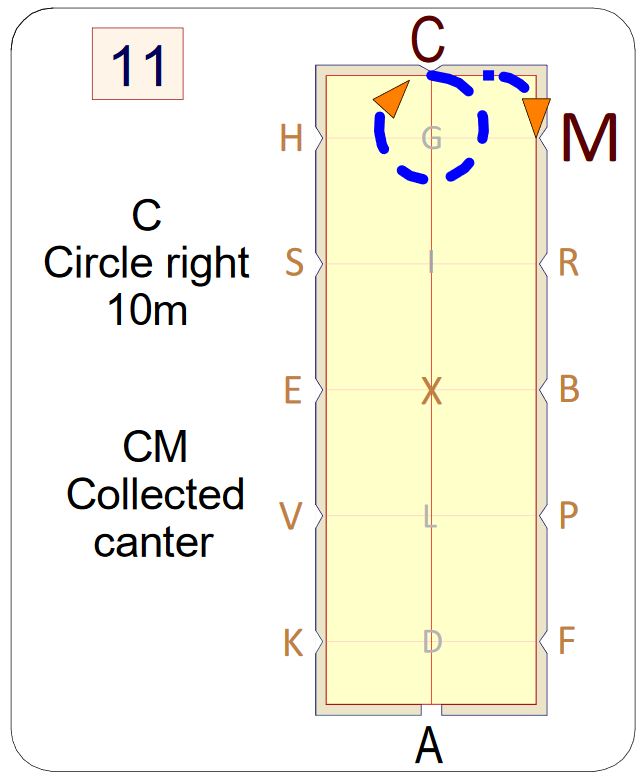 11
C
Circle right
10m
CM
Collected
canter
C
H G M
S I R
E X B
V L P
K D F
A